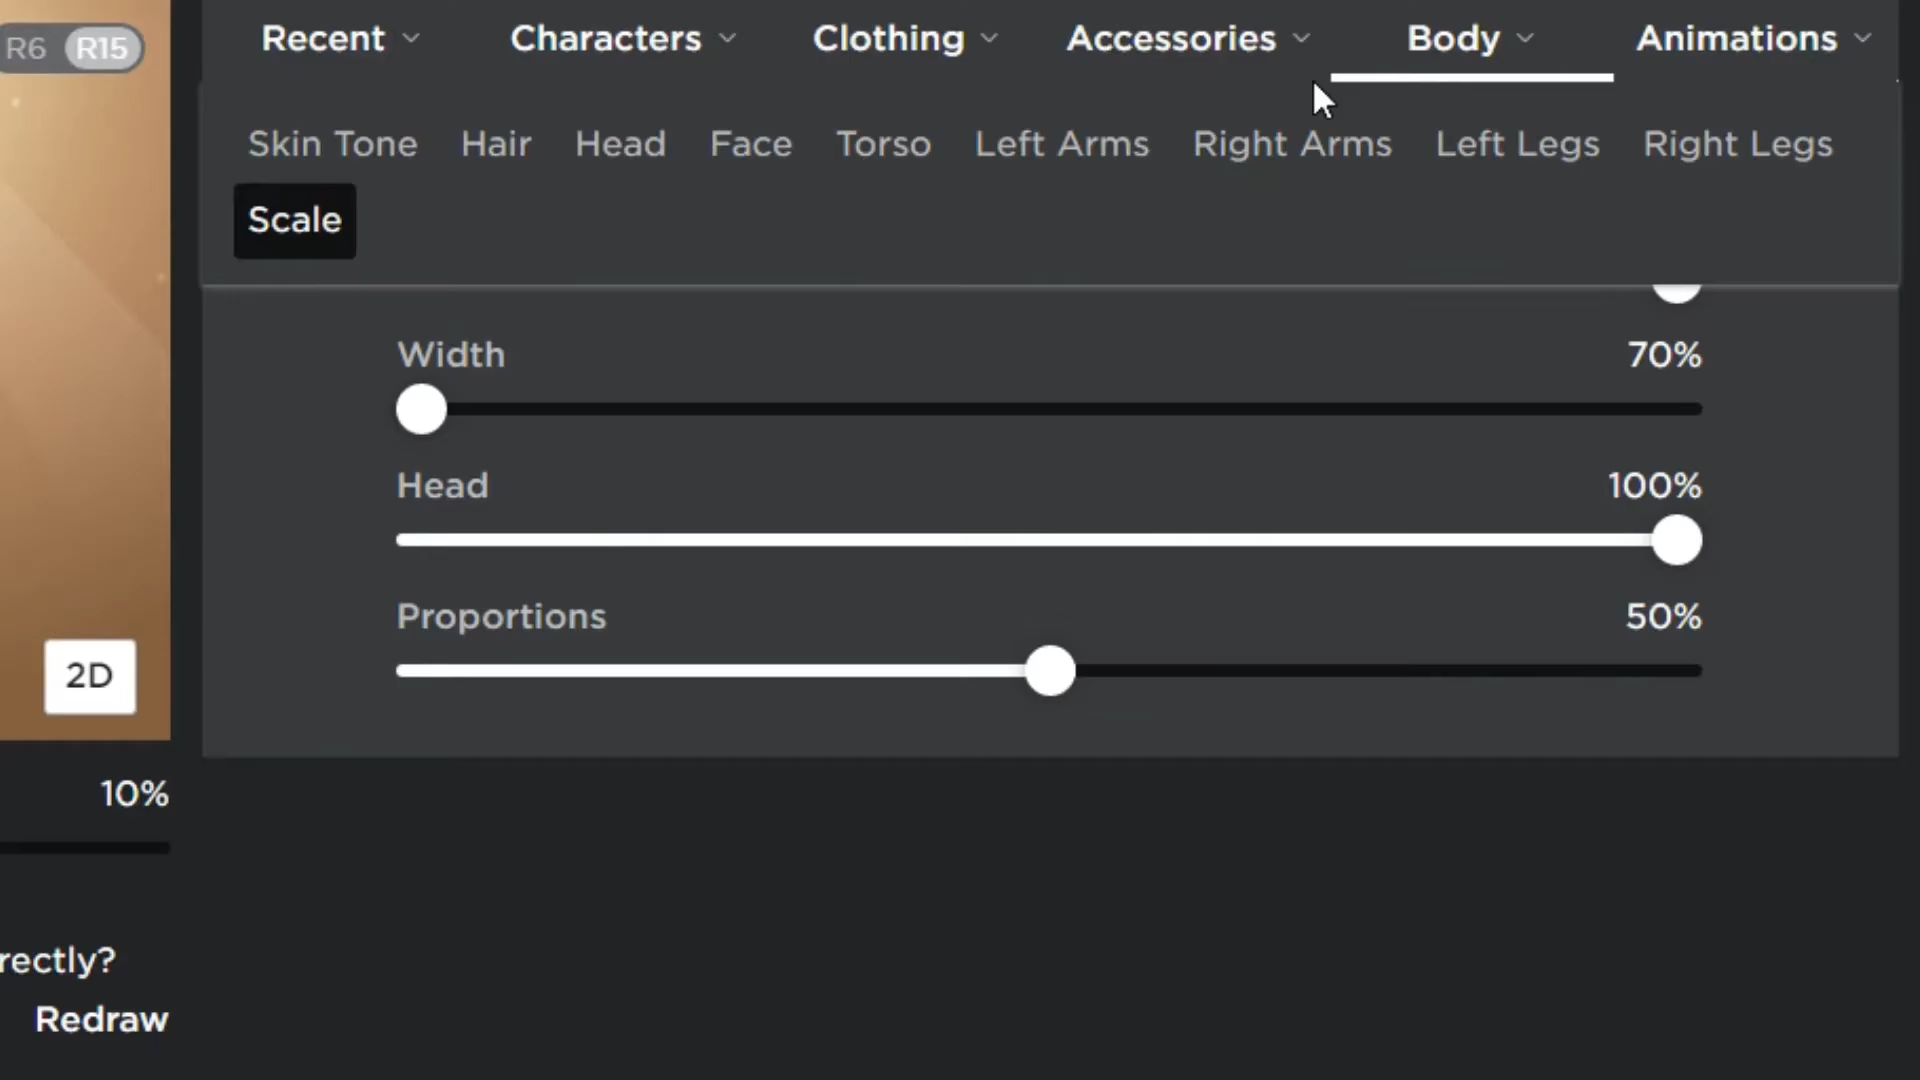 R6 R15
Recent Characters Clothing Accessories Body Animations
Skin Tone Hair Head Face Torso Left Arms Right Arms Left Legs Right Legs
Scale
Width 70%
Head 100%
Proportions 50%
2D
10%
rectly?
Redraw